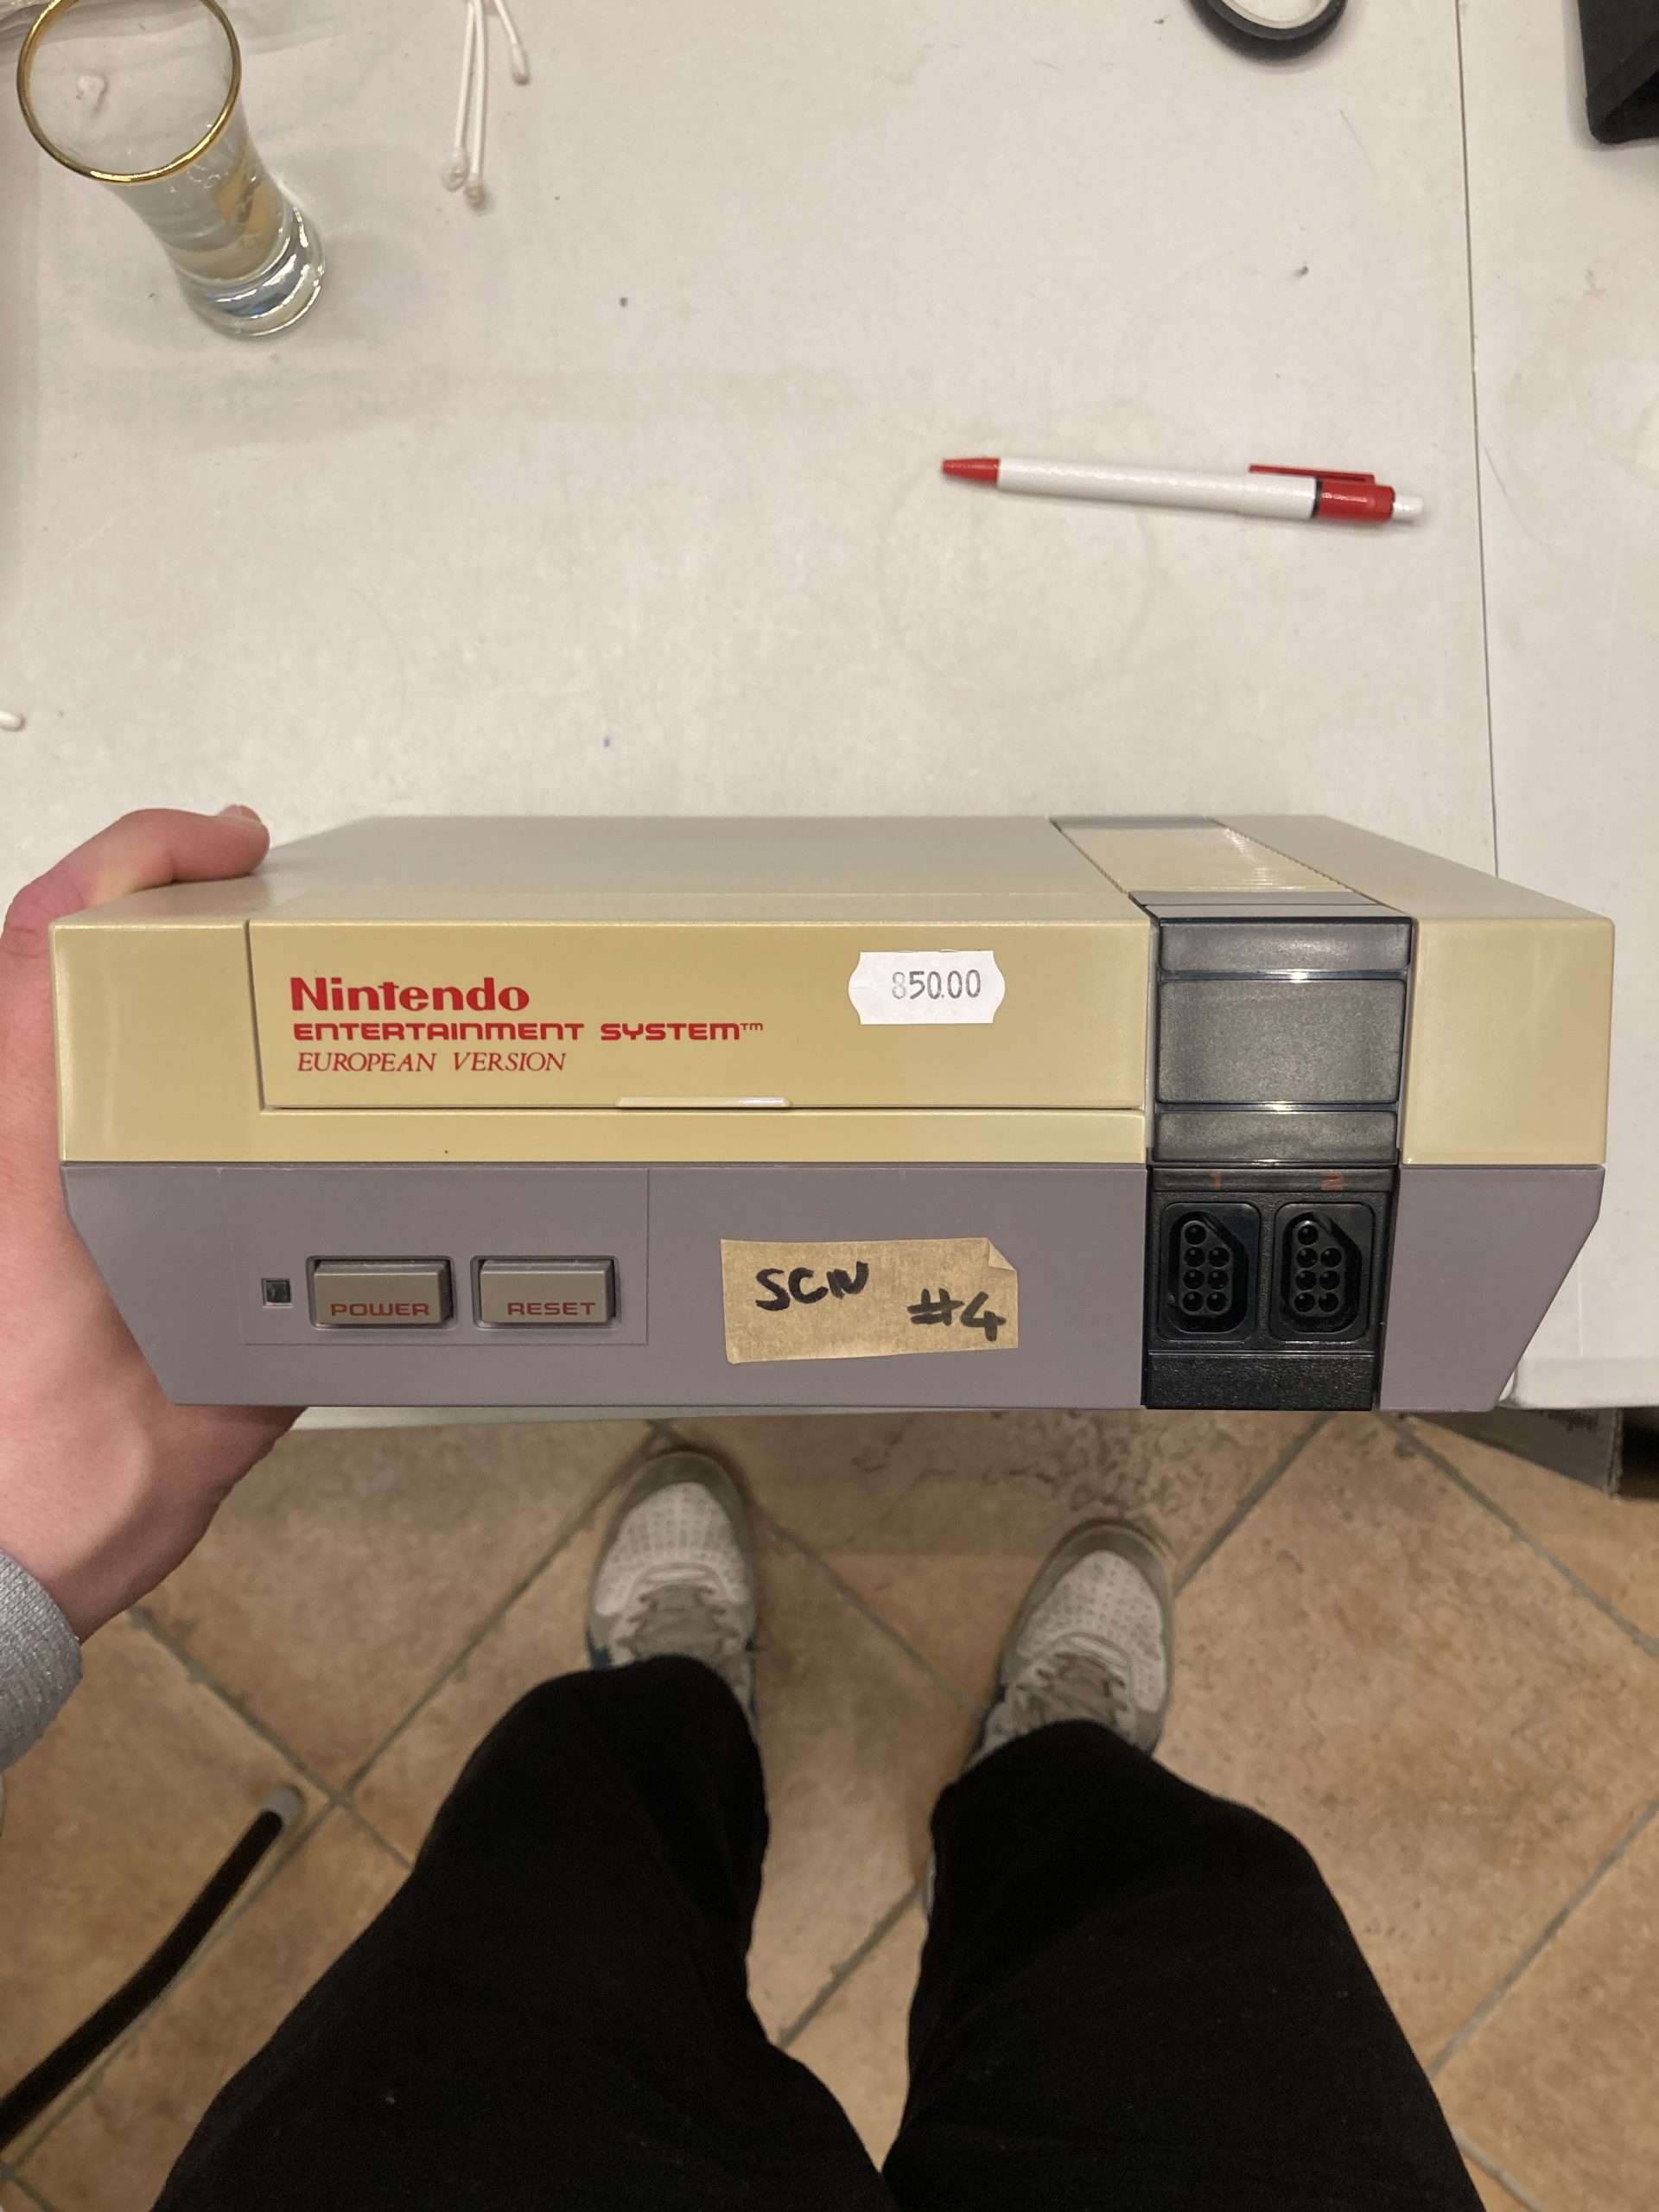 Nintendo
ENTERTAINMENT SYSTEM™
EUROPEAN VERSION
850.00
1 2
POWER
RESET
SCN
#4